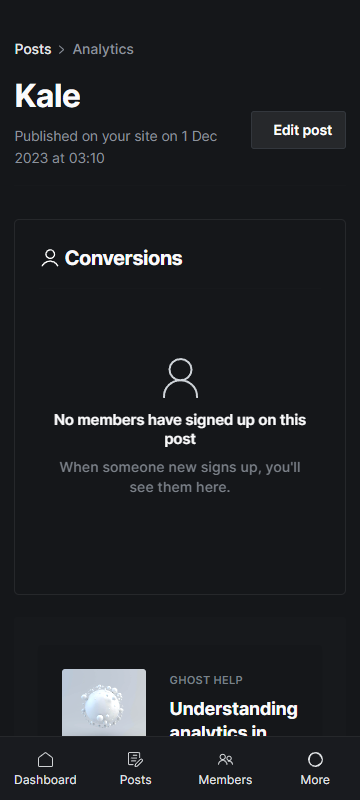 Posts > Analytics
Kale
Published on your site on 1 Dec
2023 at 03:10
Edit post
Conversions
No members have signed up on this
post
When someone new signs up, you'll
see them here.
GHOST HELP
Understanding
analytics in
Dashboard
Posts
Members
More